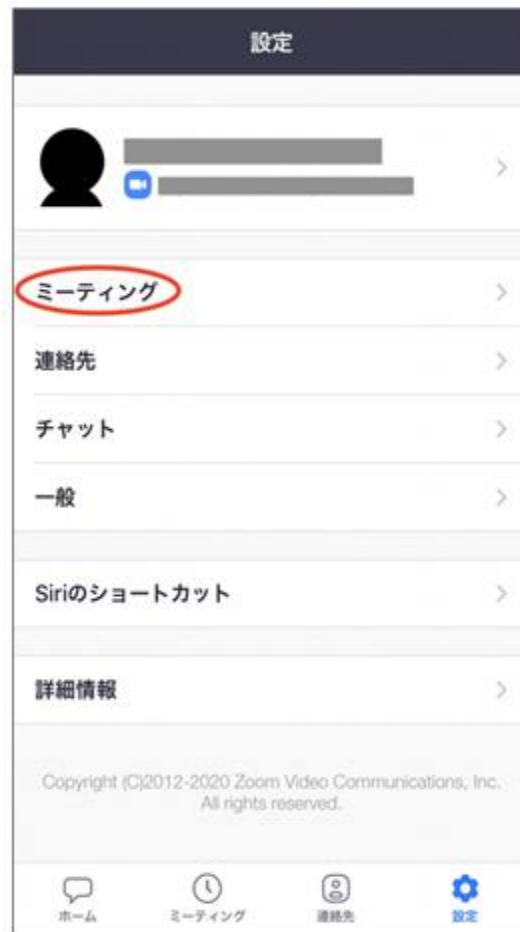 設定
ミーティング
連絡先
チャット
一般
Siriのショートカット
詳細情報
Copyright (C)2012-2020 Zoom Video Communications, Inc.
All rights reserved.
ホーム
ミーティング
連絡先
設定